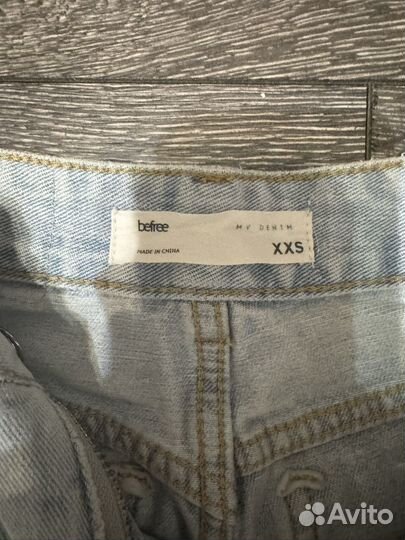 befree
MY DENIM
MADE IN CHINA
XXS
Avito